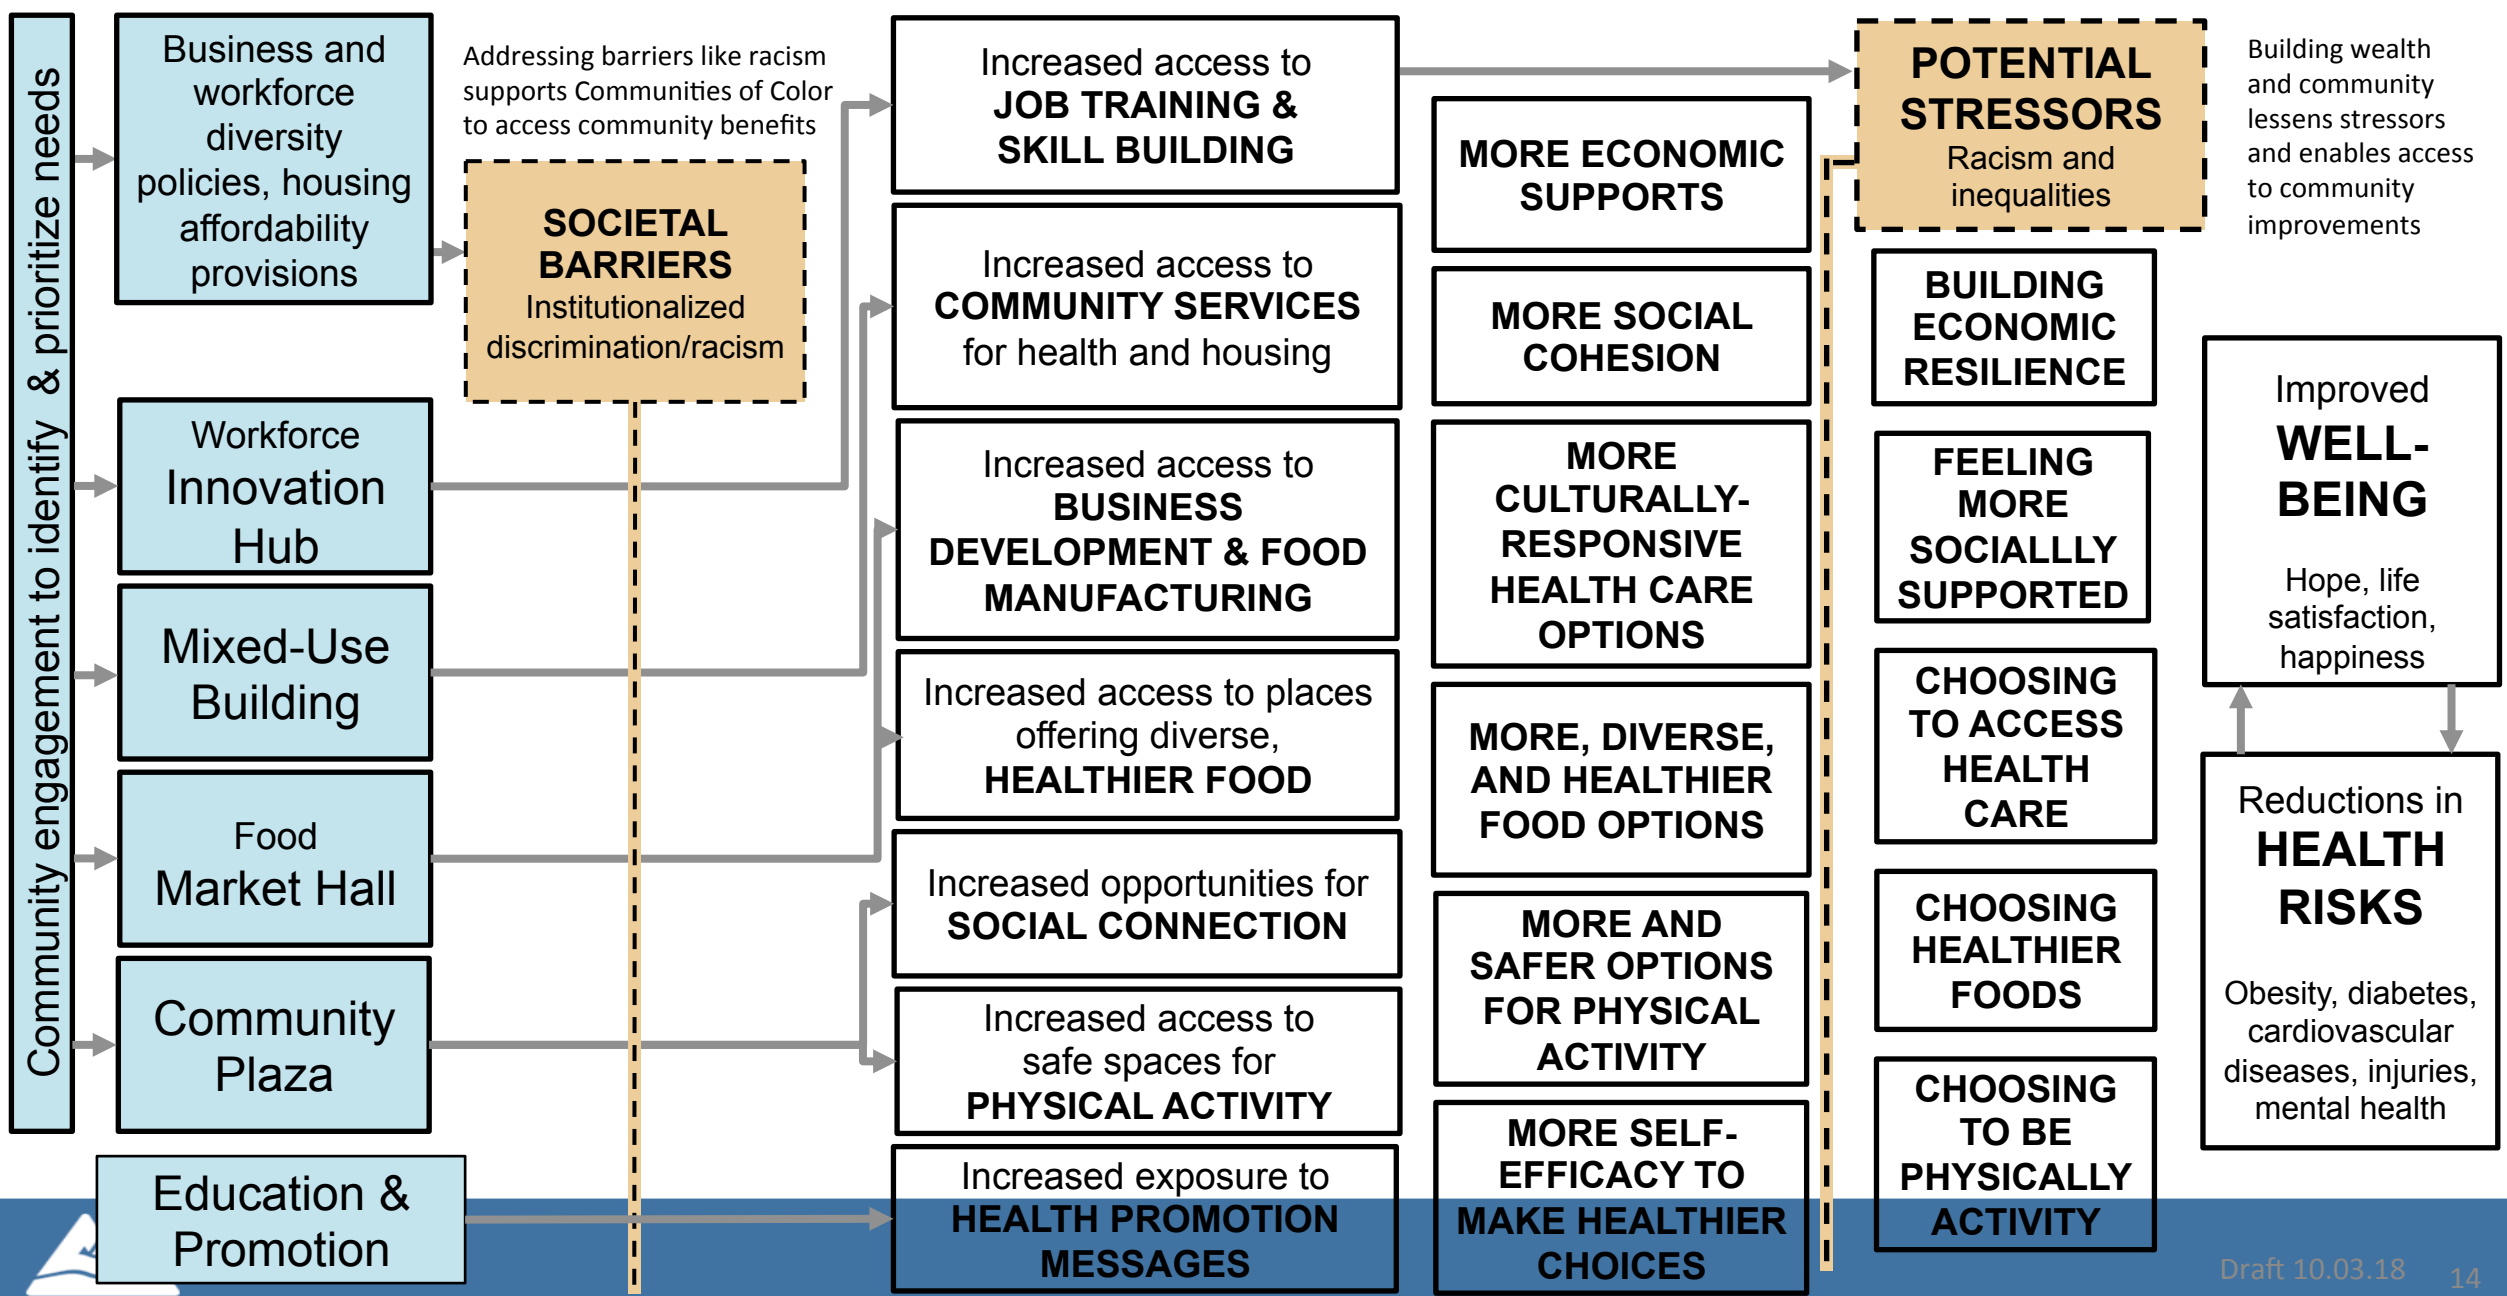 Community engagement to identify & prioritize needs
Business and
workforce
diversity
policies, housing
affordability
provisions
Workforce
Innovation
Hub
Mixed-Use
Building
Food
Market Hall
Community
Plaza
Education &
Promotion
Addressing barriers like racism
supports Communities of Color
to access community benefits
SOCIETAL
BARRIERS
Institutionalized
discrimination/racism
Increased access to
JOB TRAINING &
SKILL BUILDING
Increased access to
COMMUNITY SERVICES
for health and housing
Increased access to
BUSINESS
DEVELOPMENT & FOOD
MANUFACTURING
Increased access to places
offering diverse,
HEALTHIER FOOD
Increased opportunities for
SOCIAL CONNECTION
Increased access to
safe spaces for
PHYSICAL ACTIVITY
Increased exposure to
HEALTH PROMOTION
MESSAGES
MORE ECONOMIC
SUPPORTS
MORE SOCIAL
COHESION
MORE
CULTURALLY-
RESPONSIVE
HEALTH CARE
OPTIONS
MORE, DIVERSE,
AND HEALTHIER
FOOD OPTIONS
MORE AND
SAFER OPTIONS
FOR PHYSICAL
ACTIVITY
MORE SELF-
EFFICACY TO
MAKE HEALTHIER
CHOICES
POTENTIAL
STRESSORS
Racism and
inequalities
BUILDING
ECONOMIC
RESILIENCE
FEELING
MORE
SOCIALLLY
SUPPORTED
CHOOSING
TO ACCESS
HEALTH
CARE
CHOOSING
HEALTHIER
FOODS
CHOOSING
TO BE
PHYSICALLY
ACTIVITY
Building wealth
and community
lessens stressors
and enables access
to community
improvements
Improved
WELL-
BEING
Hope, life
satisfaction,
happiness
Reductions in
HEALTH
RISKS
Obesity, diabetes,
cardiovascular
diseases, injuries,
mental health
Draft 10.03.18
14